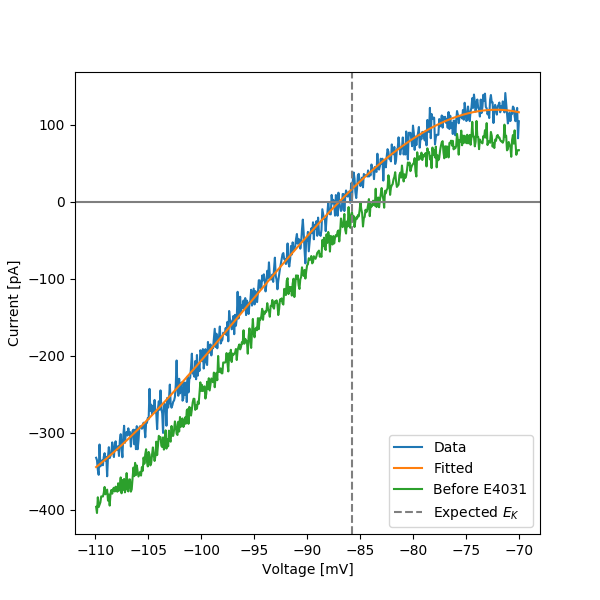 100
0
−100
−200
−300
−400
Current [pA]
Data
Fitted
Before E4031
Expected $E_K$
−110 −105 −100 −95 −90 −85 −80 −75 −70
Voltage [mV]